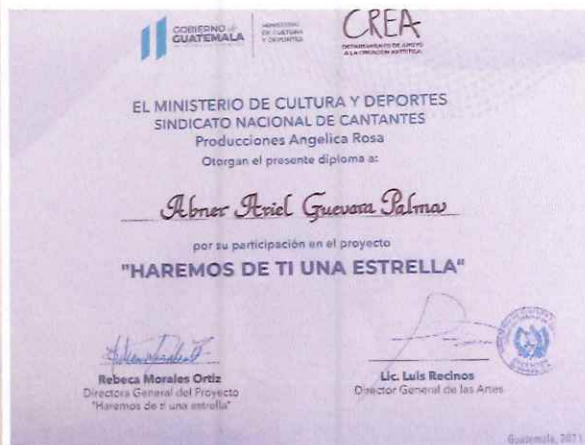 GOBIERNO de
GUATEMALA
MINISTERIO
DE CULTURA
Y DEPORTES
CREA
DEPARTAMENTO DE APOYO
A LA CREACIÓN ARTÍSTICA
EL MINISTERIO DE CULTURA Y DEPORTES
SINDICATO NACIONAL DE CANTANTES
Producciones Angelica Rosa
Otorgan el presente diploma a:
Abner Ariel Guevara Palma
por su participación en el proyecto
"HAREMOS DE TI UNA ESTRELLA"
Rebeca Morales Ortiz
Directora General del Proyecto
"Haremos de ti una estrella"
Lic. Luis Recinos
Director General de las Artes
Guatemala, 2021